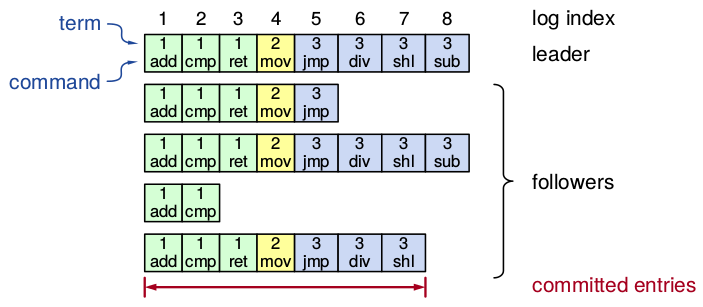 1 2 3 4 5 6 7 8 log index
term
1 1 1 2 3 3 3 3
add cmp ret mov jmp div shl sub
leader
command
1 1 1 2 3
add cmp ret mov jmp
1 1 1 2 3 3 3 3
add cmp ret mov jmp div shl sub
followers
1 1
add cmp
1 1 1 2 3 3 3
add cmp ret mov jmp div shl
committed entries